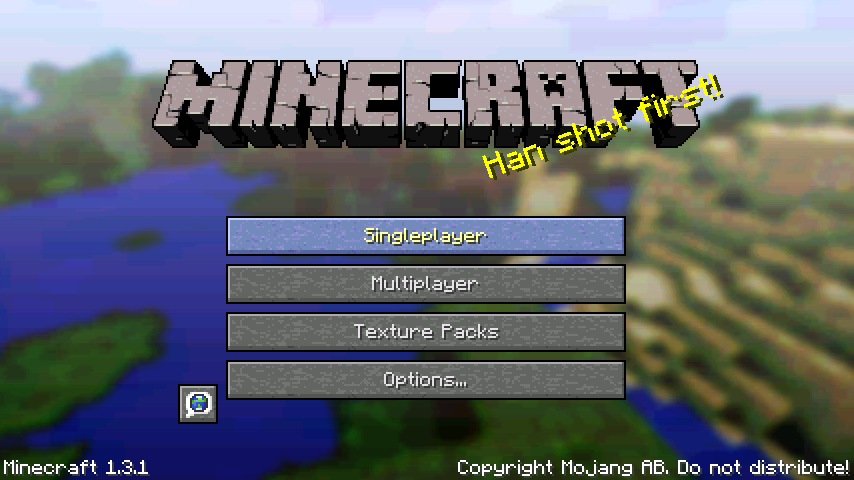 MINECRAFT
Han shot first!
Singleplayer
Multiplayer
Texture Packs
Options...
Minecraft 1.3.1
Copyright Mojang AB. Do not distribute!